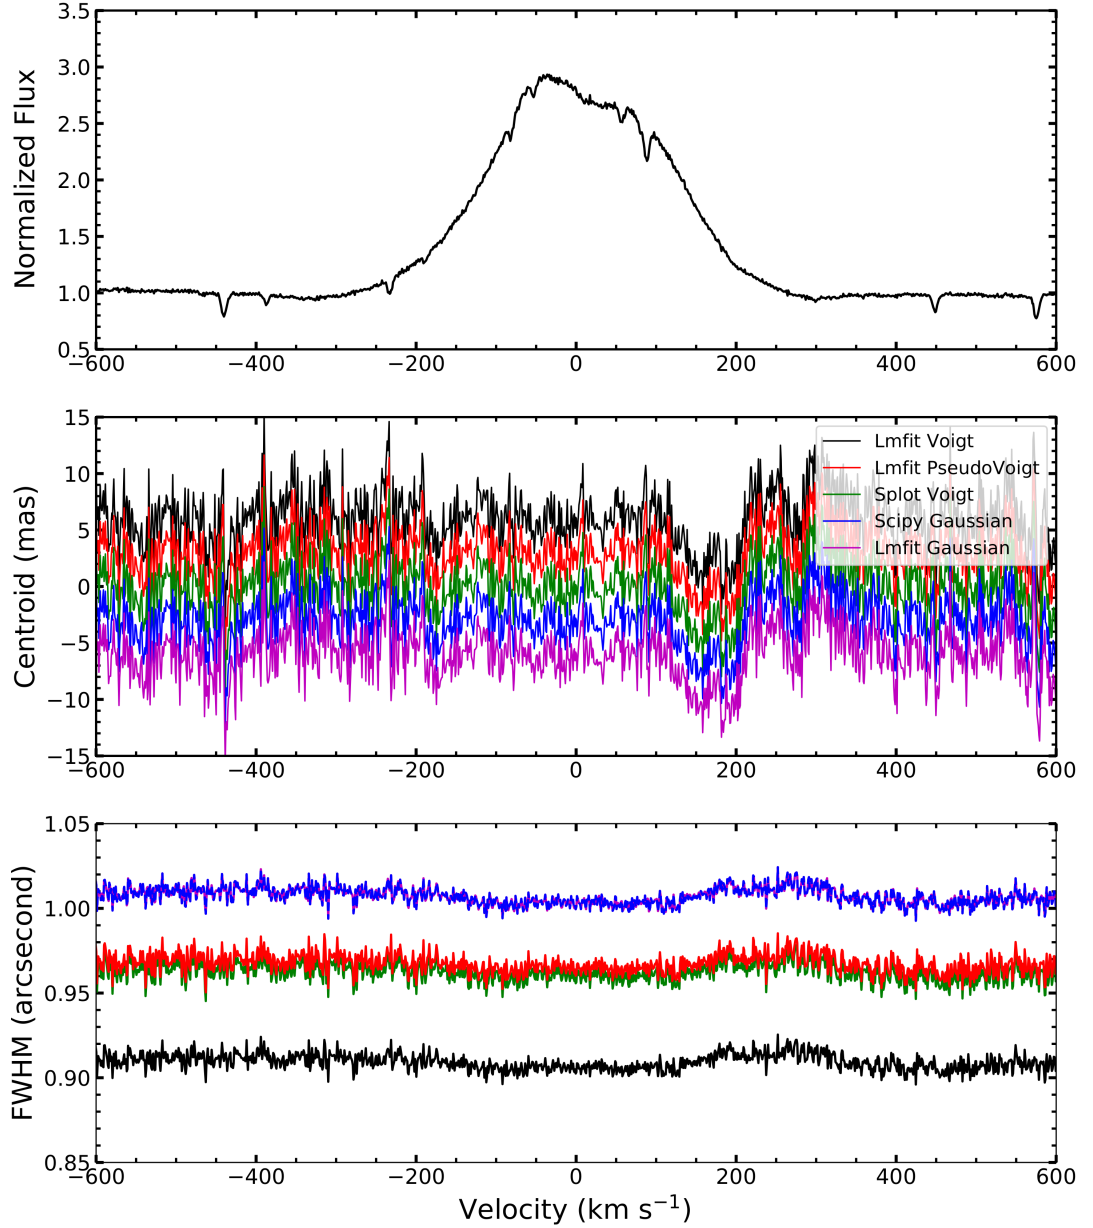 3.5
3.0
2.5
2.0
1.5
1.0
0.5
Normalized Flux
−600 −400 −200 0 200 400 600
15
10
5
0
−5
−10
−15
Centroid (mas)
Lmfit Voigt
Lmfit PseudoVoigt
Splot Voigt
Scipy Gaussian
Lmfit Gaussian
−600 −400 −200 0 200 400 600
1.05
1.00
0.95
0.90
0.85
FWHM (arcsecond)
−600 −400 −200 0 200 400 600
Velocity (km s⁻¹)